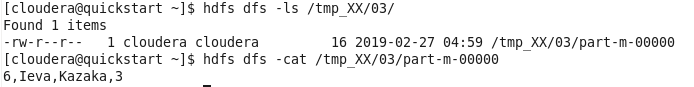 [cloudera@quickstart ~]$ hdfs dfs -ls /tmp_XX/03/
Found 1 items
-rw-r--r--   1 cloudera cloudera         16 2019-02-27 04:59 /tmp_XX/03/part-m-00000
[cloudera@quickstart ~]$ hdfs dfs -cat /tmp_XX/03/part-m-00000
6,Ieva,Kazaka,3